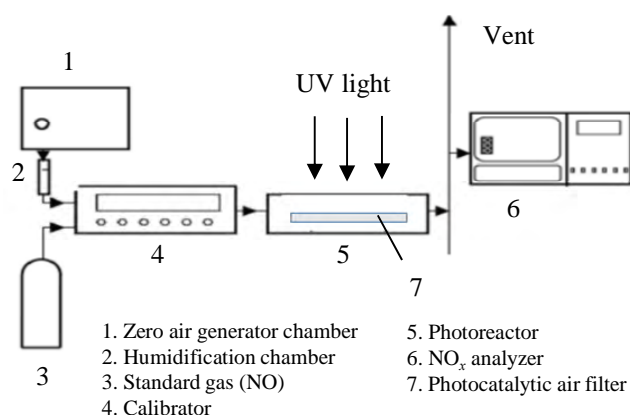 1
Vent
UV light
2
4
5
6
7
3
1. Zero air generator chamber
2. Humidification chamber
3. Standard gas (NO)
4. Calibrator
5. Photoreactor
6. NOx analyzer
7. Photocatalytic air filter